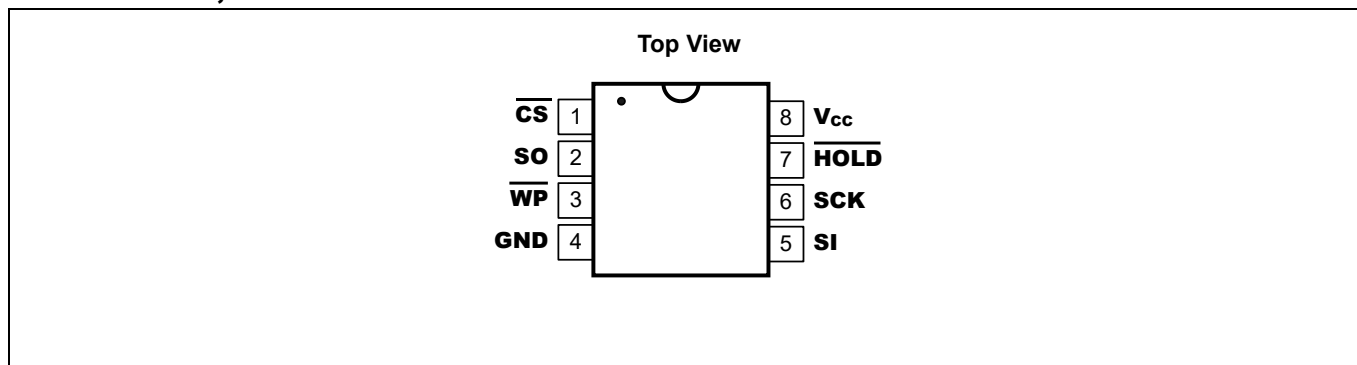 Top View
CS 1
SO 2
WP 3
GND 4
8 Vcc
7 HOLD
6 SCK
5 SI